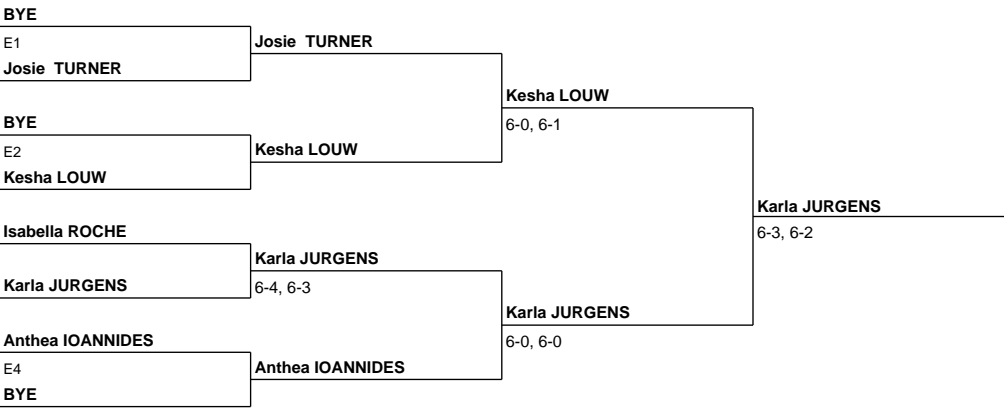 BYE
E1
Josie  TURNER
Josie  TURNER
BYE
E2
Kesha LOUW
Kesha LOUW
Kesha LOUW
6-0, 6-1
Isabella ROCHE
Karla JURGENS
Karla JURGENS
6-4, 6-3
Anthea IOANNIDES
E4
BYE
Anthea IOANNIDES
Karla JURGENS
6-0, 6-0
Karla JURGENS
6-3, 6-2